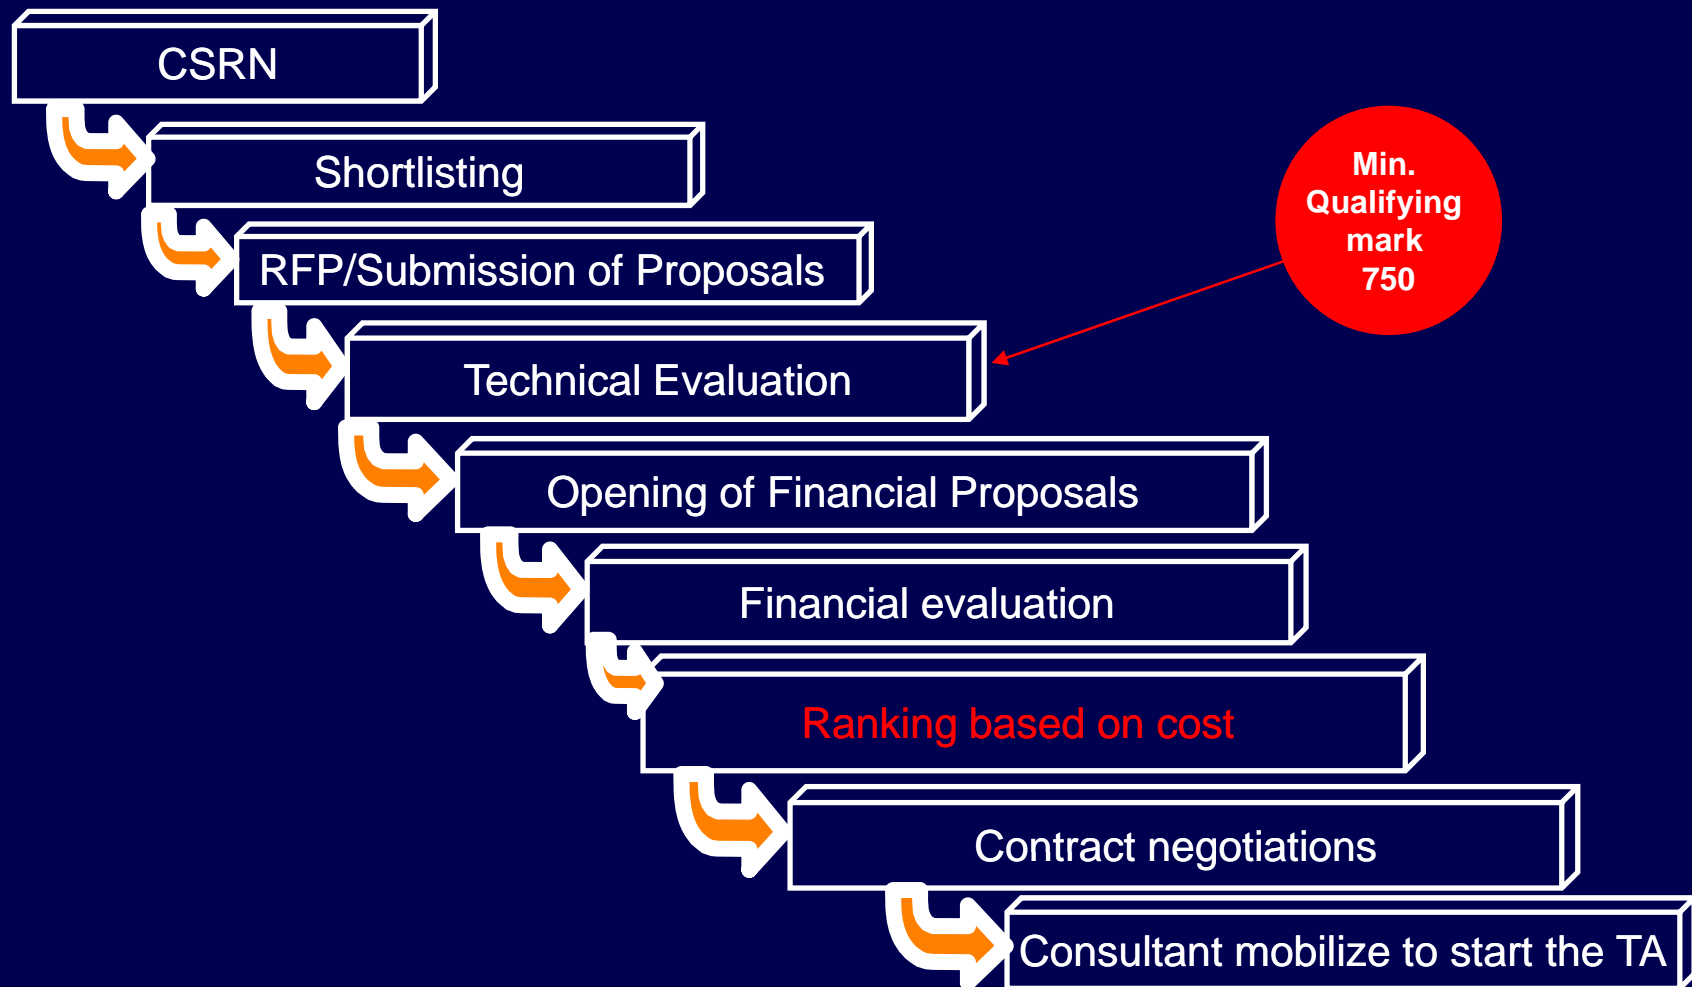 CSRN
Shortlisting
RFP/Submission of Proposals
Technical Evaluation
Min.
Qualifying
mark
750
Opening of Financial Proposals
Financial evaluation
Ranking based on cost
Contract negotiations
Consultant mobilize to start the TA